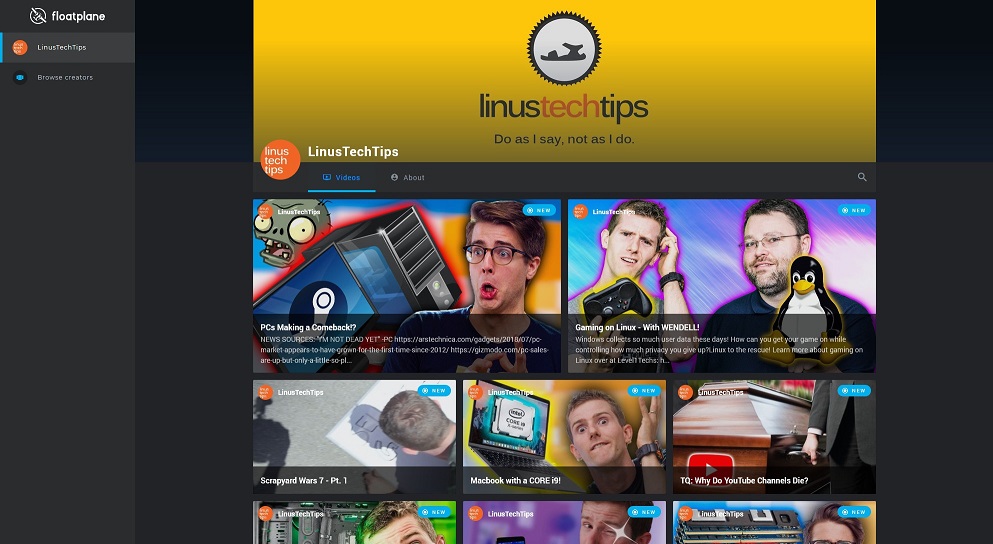 floatplane
LinusTechTips
Browse creators
linustechtips
Do as I say, not as I do.
linus
tech
tips
LinusTechTips
Videos
About
LinusTechTips
NEW
PCs Making a Comeback!?
NEWS SOURCES: "I'M NOT DEAD YET" -PC https://arstechnica.com/gadgets/2018/07/pc-
market-appears-to-have-grown-for-the-first-time-since-2012/ https://gizmodo.com/pc-sales-
are-up-but-only-a-little-so-pl...
LinusTechTips
NEW
Gaming on Linux - With WENDELL!
Windows collects so much user data these days! How can you get your game on while
controlling how much privacy you give up?Linux to the rescue! Learn more about gaming on
Linux over at Level1Techs: h...
LinusTechTips
NEW
Scrapyard Wars 7 - Pt. 1
LinusTechTips
NEW
intel
CORE i9
X-series
Macbook with a CORE i9!
LinusTechTips
NEW
TQ: Why Do YouTube Channels Die?
LinusTechTips
NEW
LinusTechTips
NEW
LinusTechTips
NEW